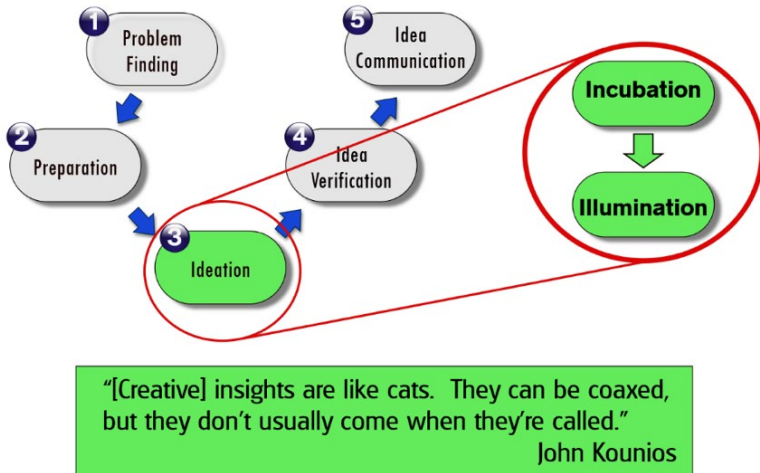 1
Problem
Finding
2
Preparation
3
Ideation
4
Idea
Verification
5
Idea
Communication
Incubation
Illumination
“[Creative] insights are like cats. They can be coaxed,
but they don’t usually come when they’re called.”
John Kounios